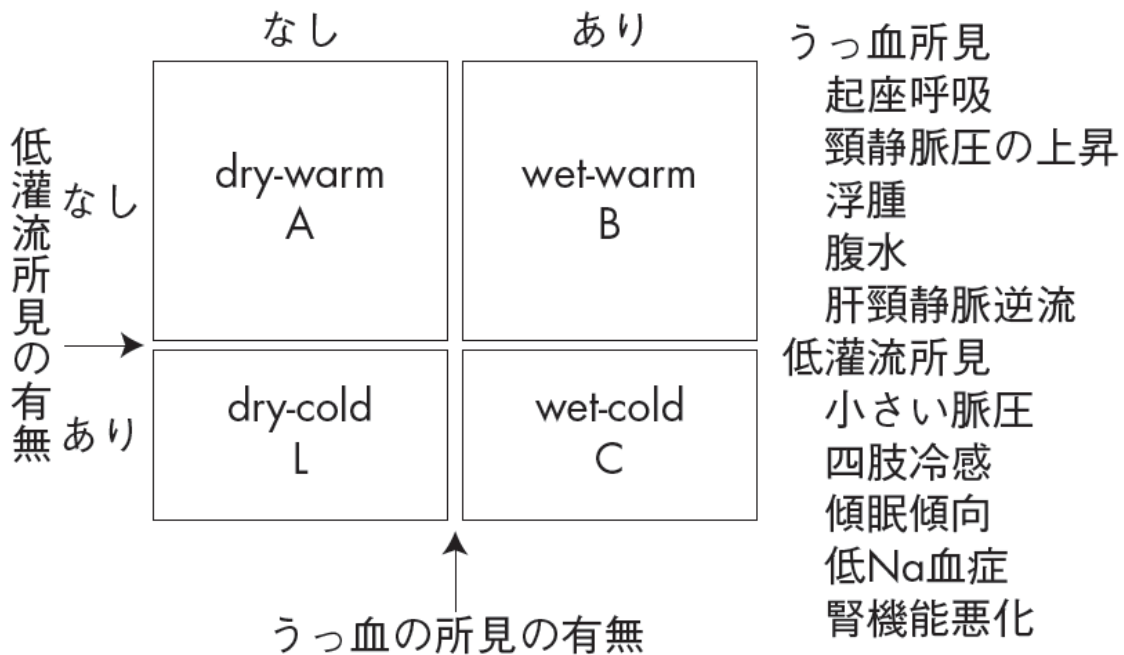 なし
あり
低灌流所見の有無
なし
dry-warm
A
wet-warm
B
あり
dry-cold
L
wet-cold
C
うっ血の所見の有無
うっ血所見
起座呼吸
頸静脈圧の上昇
浮腫
腹水
肝頸静脈逆流
低灌流所見
小さい脈圧
四肢冷感
傾眠傾向
低Na血症
腎機能悪化